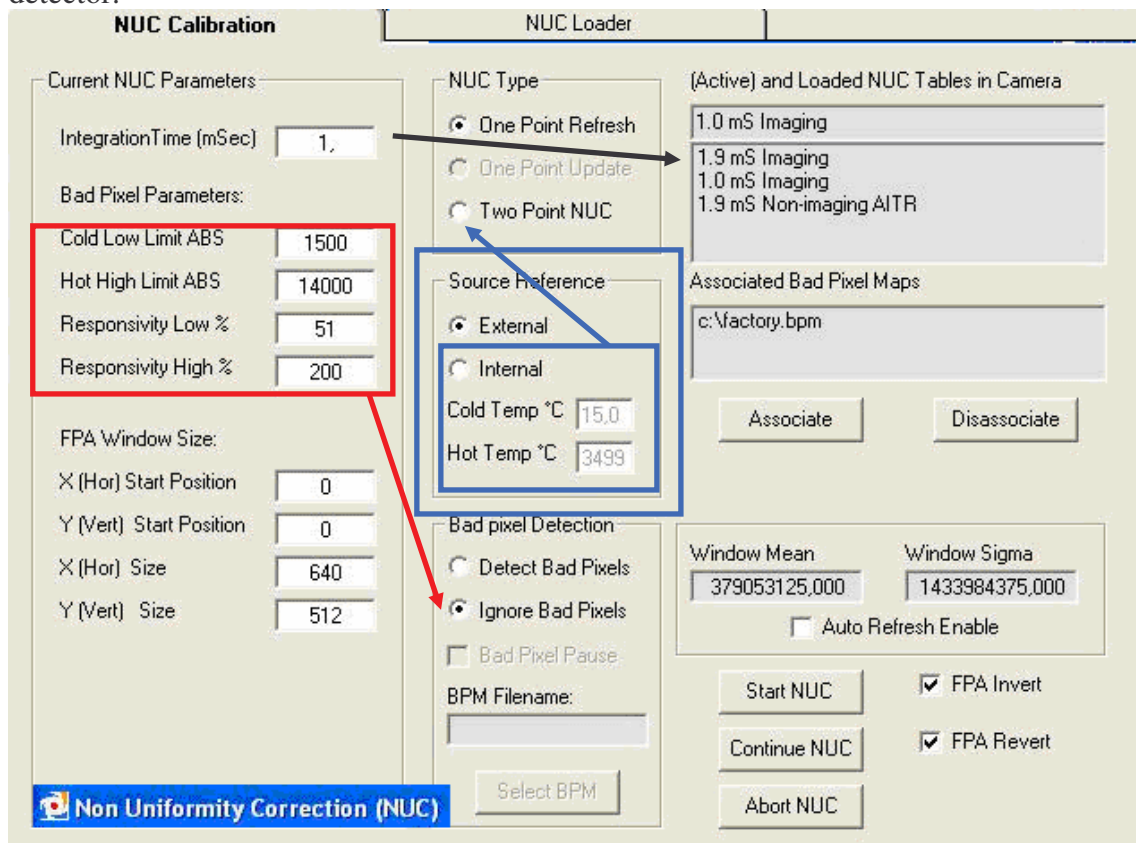 detector.
NUC Calibration
NUC Loader
Current NUC Parameters
IntegrationTime (mSec) 1,
Bad Pixel Parameters:
Cold Low Limit ABS 1500
Hot High Limit ABS 14000
Responsivity Low % 51
Responsivity High % 200
FPA Window Size:
X (Hor) Start Position 0
Y (Vert) Start Position 0
X (Hor) Size 640
Y (Vert) Size 512
NUC Type
One Point Refresh
One Point Update
Two Point NUC
Source Reference
External
Internal
Cold Temp °C 15,0
Hot Temp °C 3499
Bad pixel Detection
Detect Bad Pixels
Ignore Bad Pixels
Bad Pixel Pause
BPM Filename:
Select BPM
(Active) and Loaded NUC Tables in Camera
1.0 mS Imaging
1.9 mS Imaging
1.0 mS Imaging
1.9 mS Non-imaging AITR
Associated Bad Pixel Maps
c:\factory.bpm
Associate
Disassociate
Window Mean Window Sigma
379053125,000 1433984375,000
Auto Refresh Enable
Start NUC FPA Invert
Continue NUC FPA Revert
Abort NUC
Non Uniformity Correction (NUC)